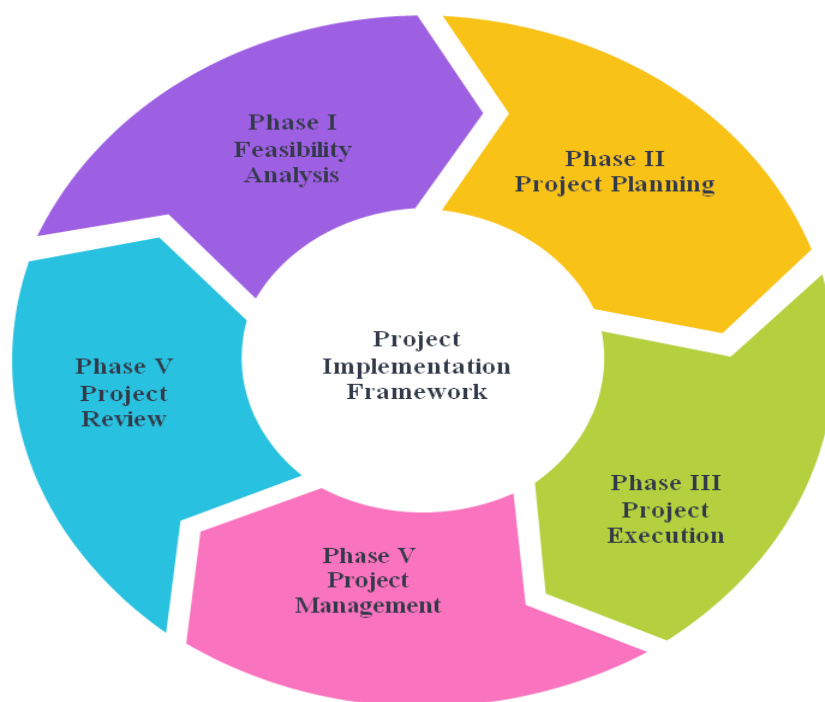 Phase I
Feasibility
Analysis
Phase II
Project Planning
Project
Implementation
Framework
Phase V
Project
Review
Phase III
Project
Execution
Phase V
Project
Management